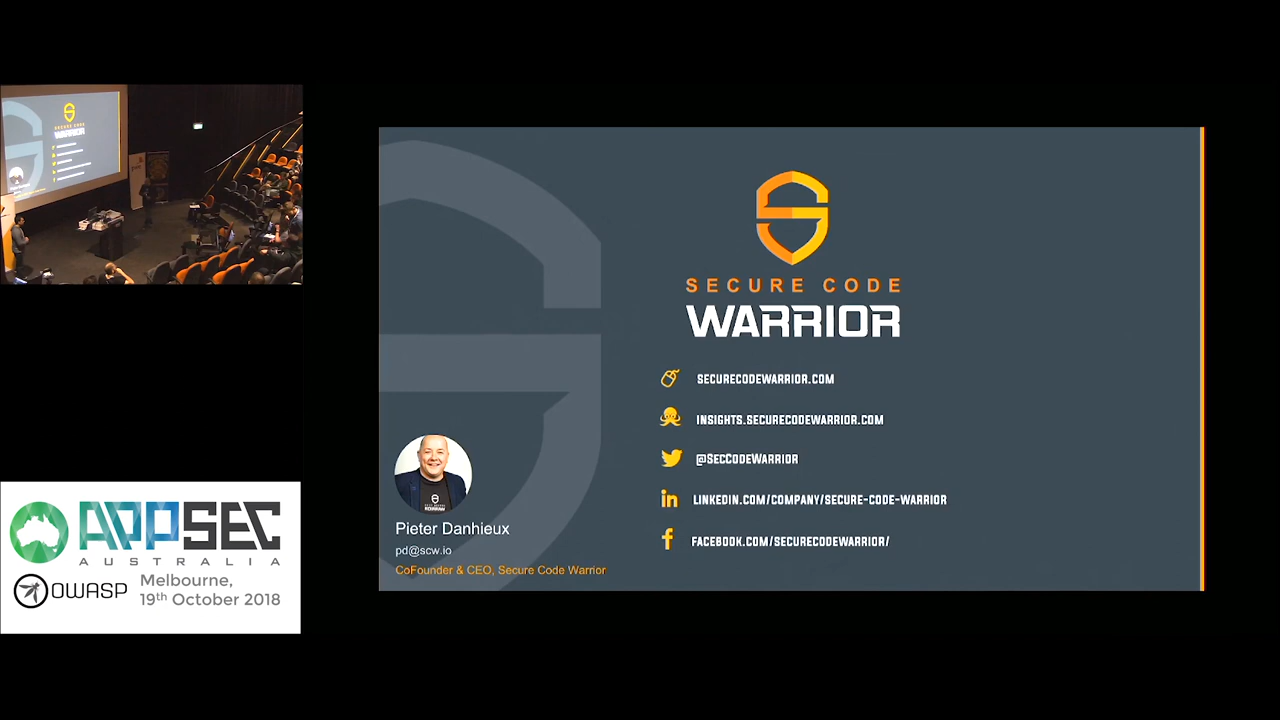 SECURE CODE
WARRIOR
SECURECODEWARRIOR.COM
INSIGHTS.SECURECODEWARRIOR.COM
@SECCODEWARRIOR
LINKEDIN.COM/COMPANY/SECURE-CODE-WARRIOR
FACEBOOK.COM/SECURECODEWARRIOR/
Pieter Danhieux
pd@scw.io
CoFounder & CEO, Secure Code Warrior
APPSEC
AUSTRALIA
OWASP
Melbourne,
19th October 2018